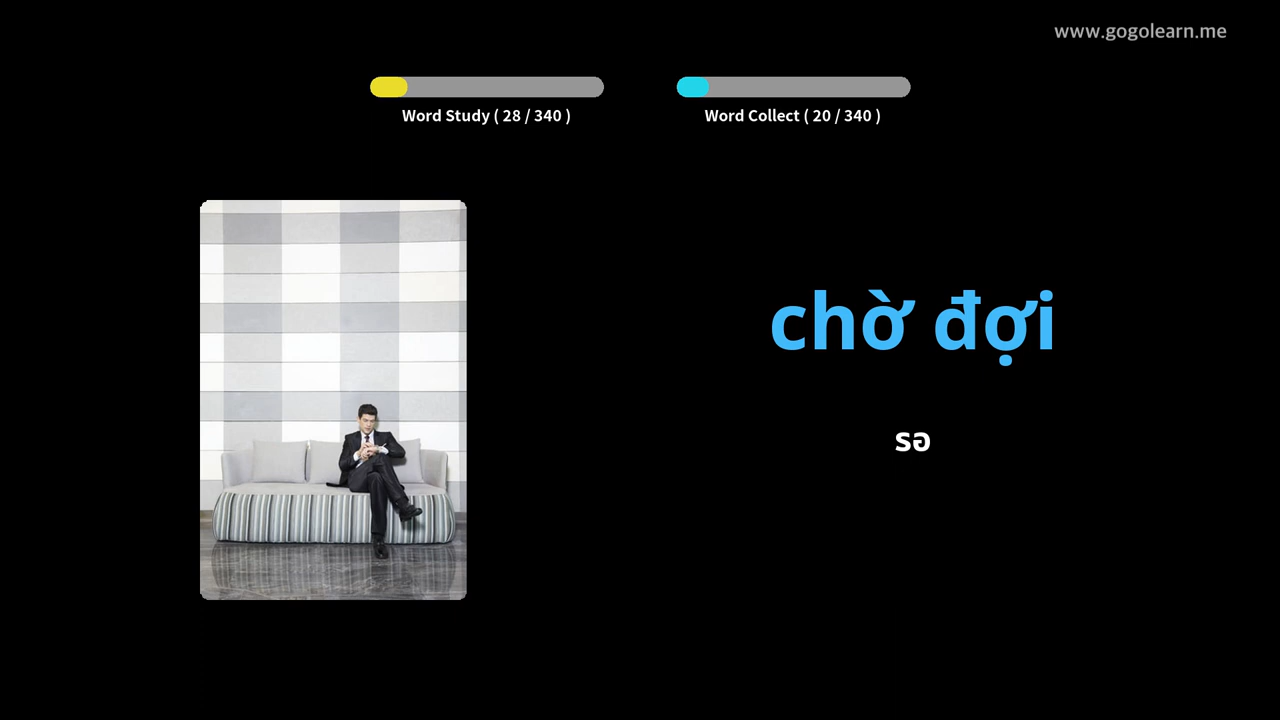 www.gogolearn.me
Word Study ( 28 / 340 )
Word Collect ( 20 / 340 )
chờ đợi
รอ